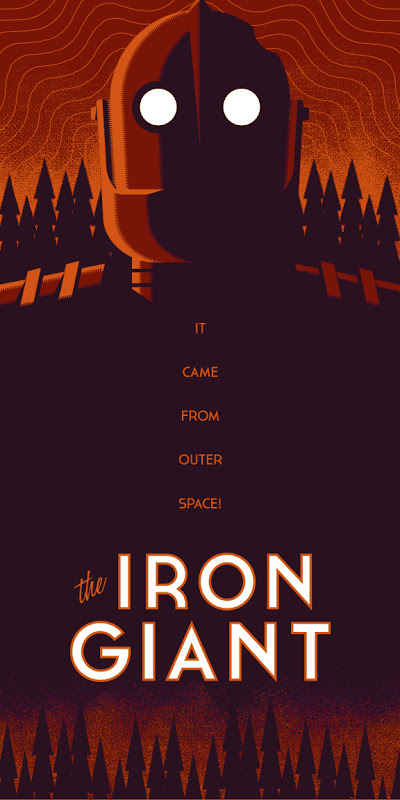 IT
CAME
FROM
OUTER
SPACE!
the IRON
GIANT